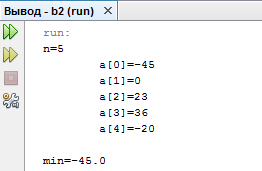 Вывод - b2 (run)
run:
n=5
a[0]=-45
a[1]=0
a[2]=23
a[3]=36
a[4]=-20
min=-45.0